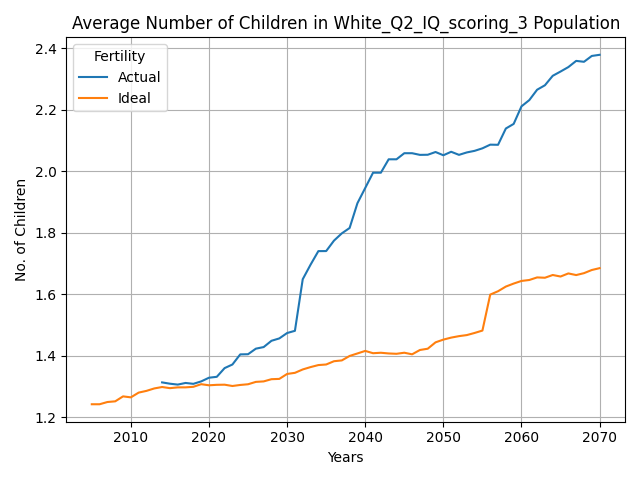 Average Number of Children in White_Q2_IQ_scoring_3 Population
Fertility
Actual
Ideal
No. of Children
2.4
2.2
2.0
1.8
1.6
1.4
1.2
2010
2020
2030
2040
2050
2060
2070
Years